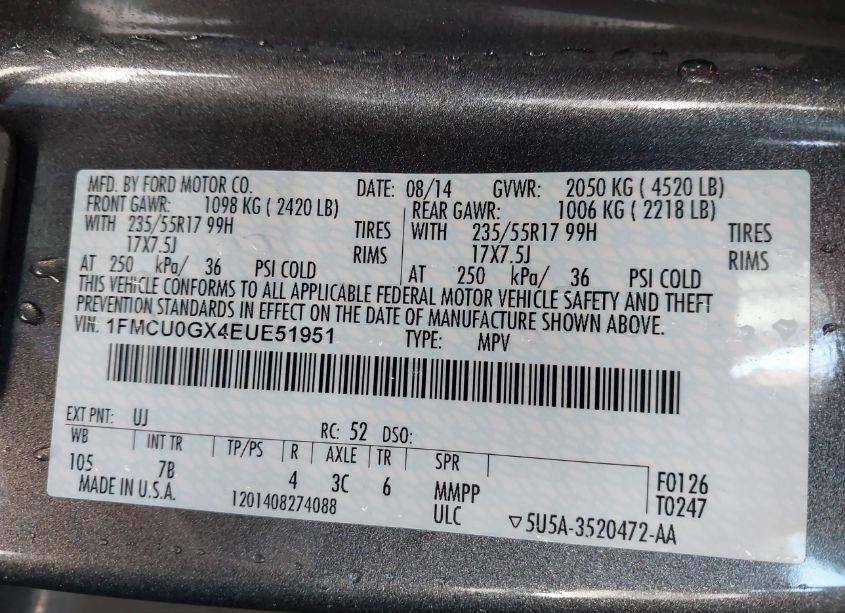 MFD. BY FORD MOTOR CO. DATE: 08/14 GVWR: 2050 KG ( 4520 LB)
FRONT GAWR: 1098 KG ( 2420 LB) REAR GAWR: 1006 KG ( 2218 LB)
WITH 235/55R17 99H TIRES WITH 235/55R17 99H TIRES
17X7.5J RIMS 17X7.5J RIMS
AT 250 kPa/ 36 PSI COLD AT 250 kPa/ 36 PSI COLD
THIS VEHICLE CONFORMS TO ALL APPLICABLE FEDERAL MOTOR VEHICLE SAFETY AND THEFT
PREVENTION STANDARDS IN EFFECT ON THE DATE OF MANUFACTURE SHOWN ABOVE.
VIN: 1FMCU0GX4EUE51951 TYPE: MPV
EXT PNT: UJ RC: 52 DSO:
WB INT TR TP/PS R AXLE TR SPR
105 7B 4 3C 6 MMPP F0126
MADE IN U.S.A. 1201408274088 ULC T0247
▽5U5A-3520472-AA